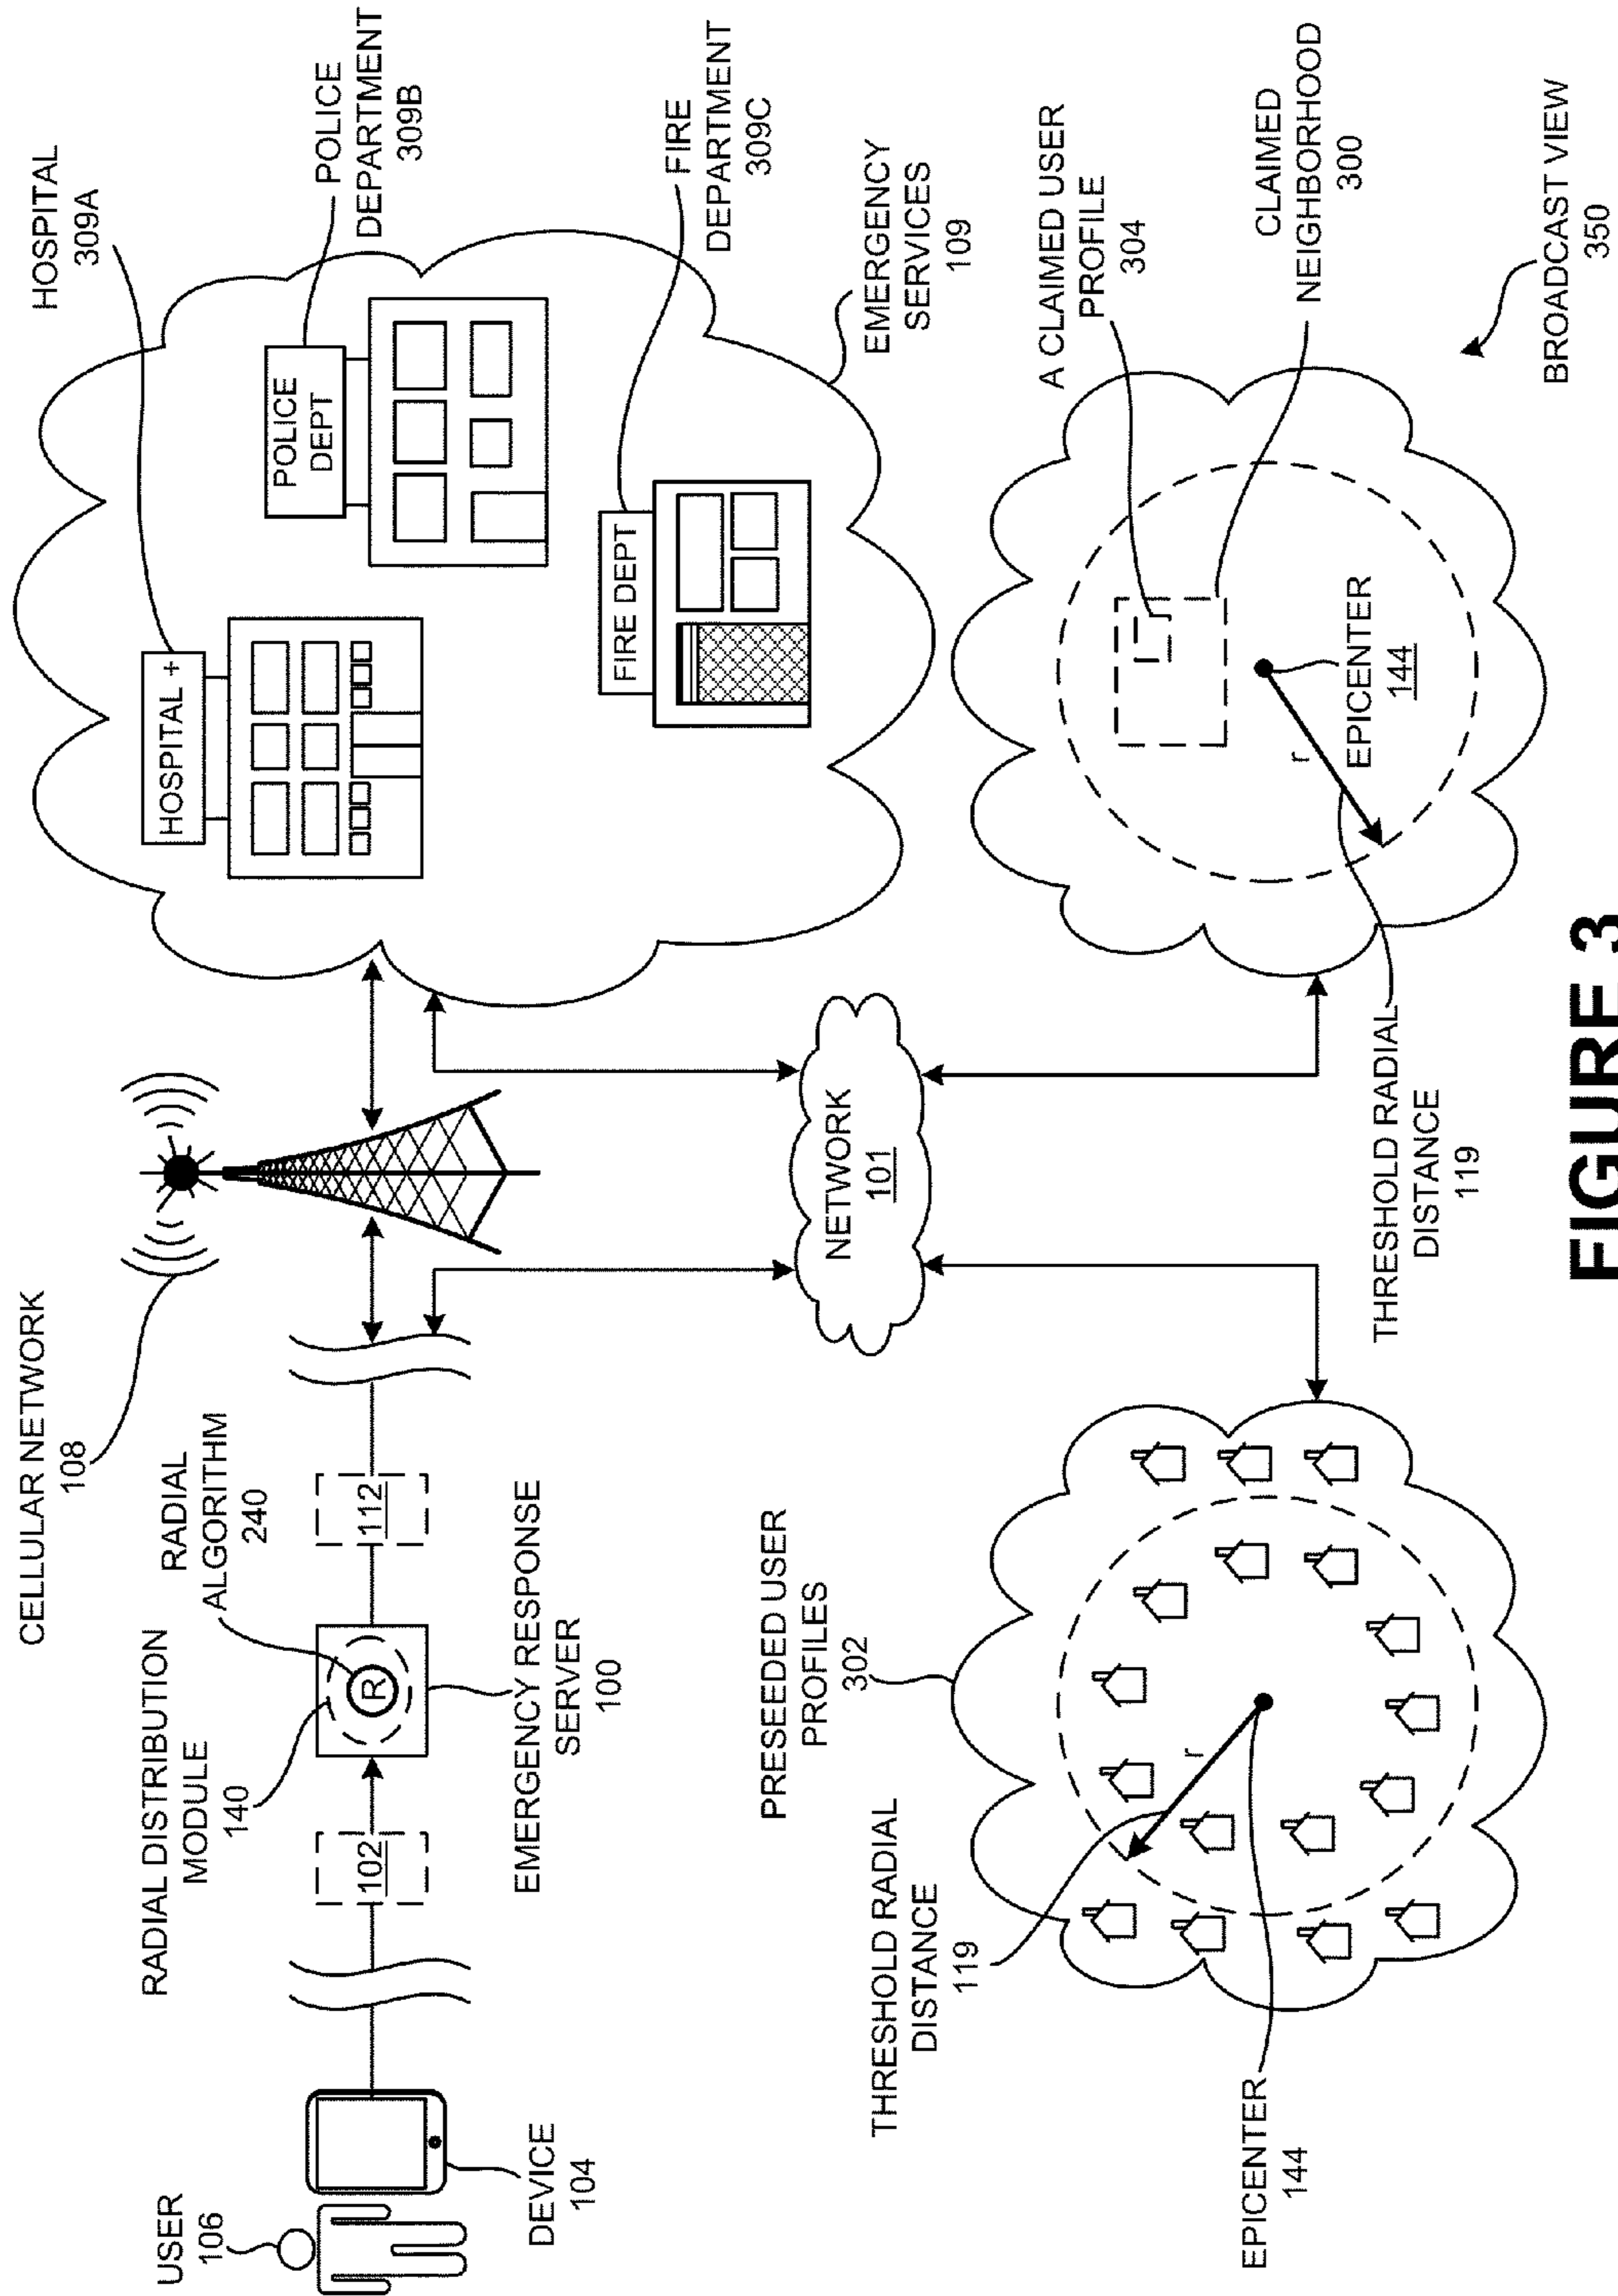 CELLULAR NETWORK
108
HOSPITAL
309A
POLICE
DEPARTMENT
309B
USER
106
RADIAL DISTRIBUTION
MODULE
140
RADIAL
ALGORITHM
240
HOSPITAL +
POLICE
DEPT
102
R
112
DEVICE
104
EMERGENCY RESPONSE
SERVER
100
FIRE DEPT
FIRE
DEPARTMENT
309C
EMERGENCY
SERVICES
109
PRESEEDED USER
PROFILES
302
NETWORK
101
THRESHOLD RADIAL
DISTANCE
119
r
A CLAIMED USER
PROFILE
304
CLAIMED
NEIGHBORHOOD
300
EPICENTER
144
r
EPICENTER
144
THRESHOLD RADIAL
DISTANCE
119
BROADCAST VIEW
350
FIGURE 3